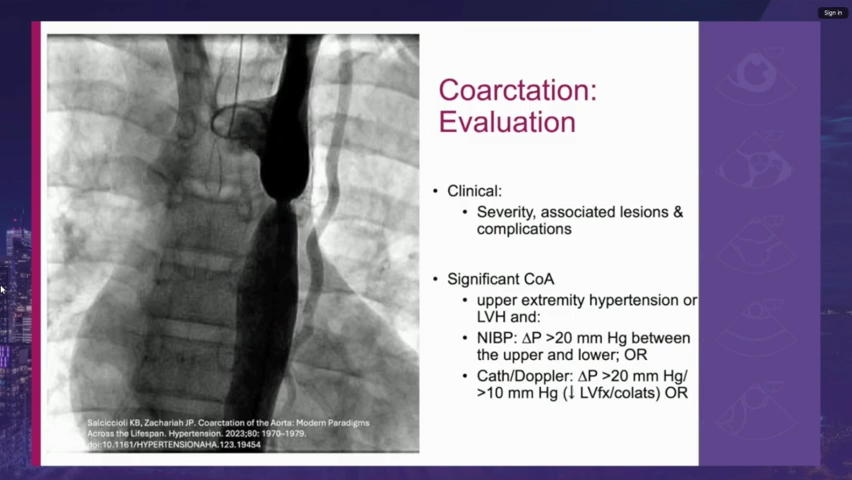 Sign in
Coarctation:
Evaluation
• Clinical:
• Severity, associated lesions &
complications
• Significant CoA
• upper extremity hypertension or
LVH and:
• NIBP: ∆P >20 mm Hg between
the upper and lower; OR
• Cath/Doppler: ∆P >20 mm Hg/
>10 mm Hg (↓ LVfx/colats) OR
Salciccioli KB, Zachariah JP. Coarctation of the Aorta: Modern Paradigms
Across the Lifespan. Hypertension. 2023;80: 1970–1979.
doi:10.1161/HYPERTENSIONAHA.123.19454